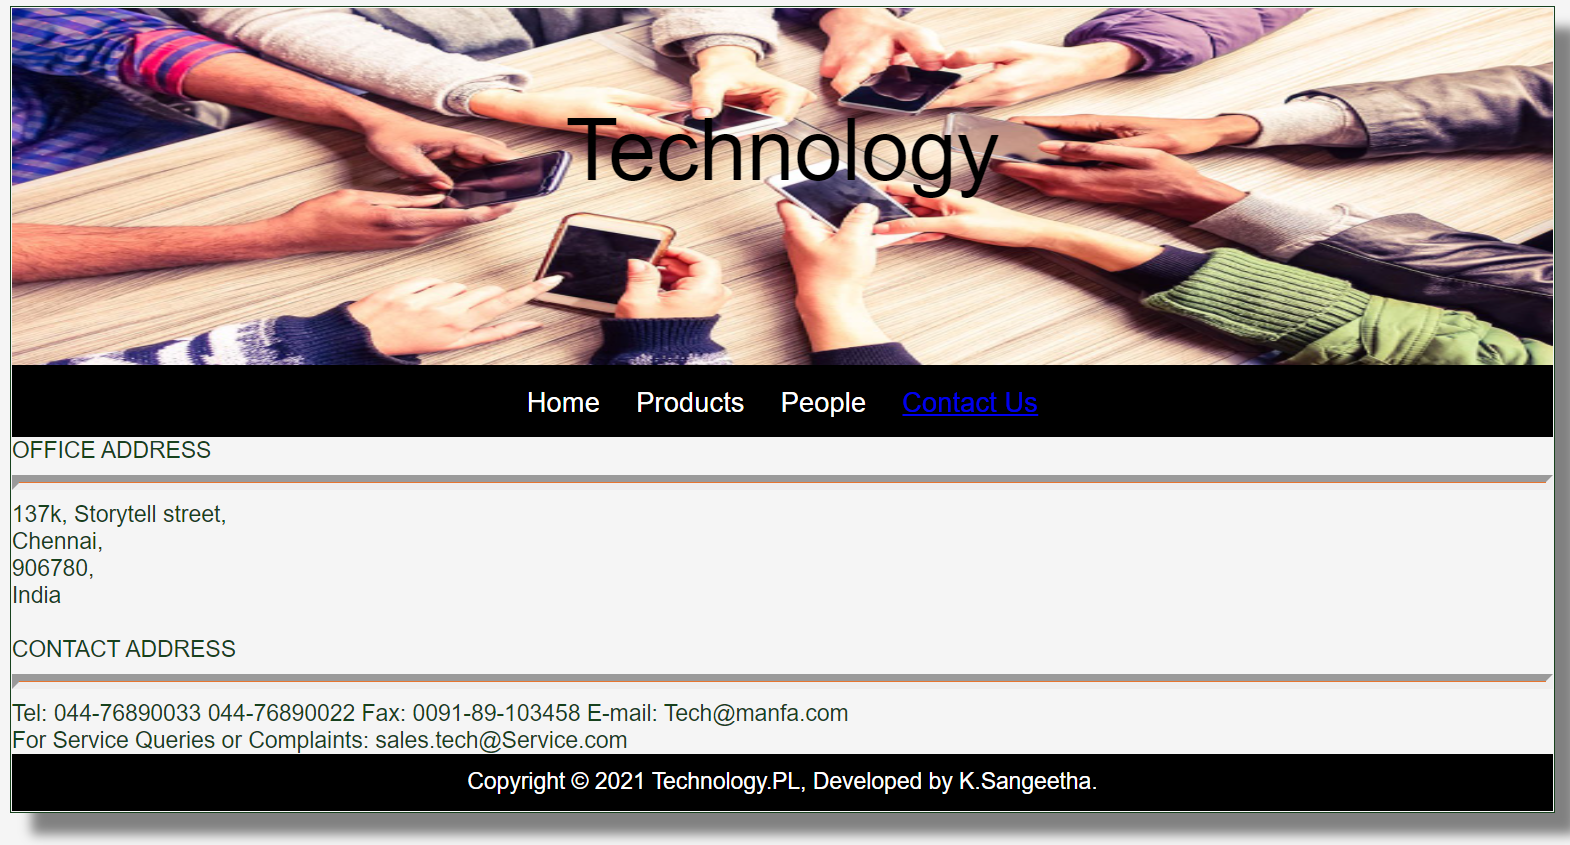 Technology
Home Products People Contact Us
OFFICE ADDRESS
137k, Storytell street,
Chennai,
906780,
India
CONTACT ADDRESS
Tel: 044-76890033 044-76890022 Fax: 0091-89-103458 E-mail: Tech@manfa.com
For Service Queries or Complaints: sales.tech@Service.com
Copyright © 2021 Technology.PL, Developed by K.Sangeetha.